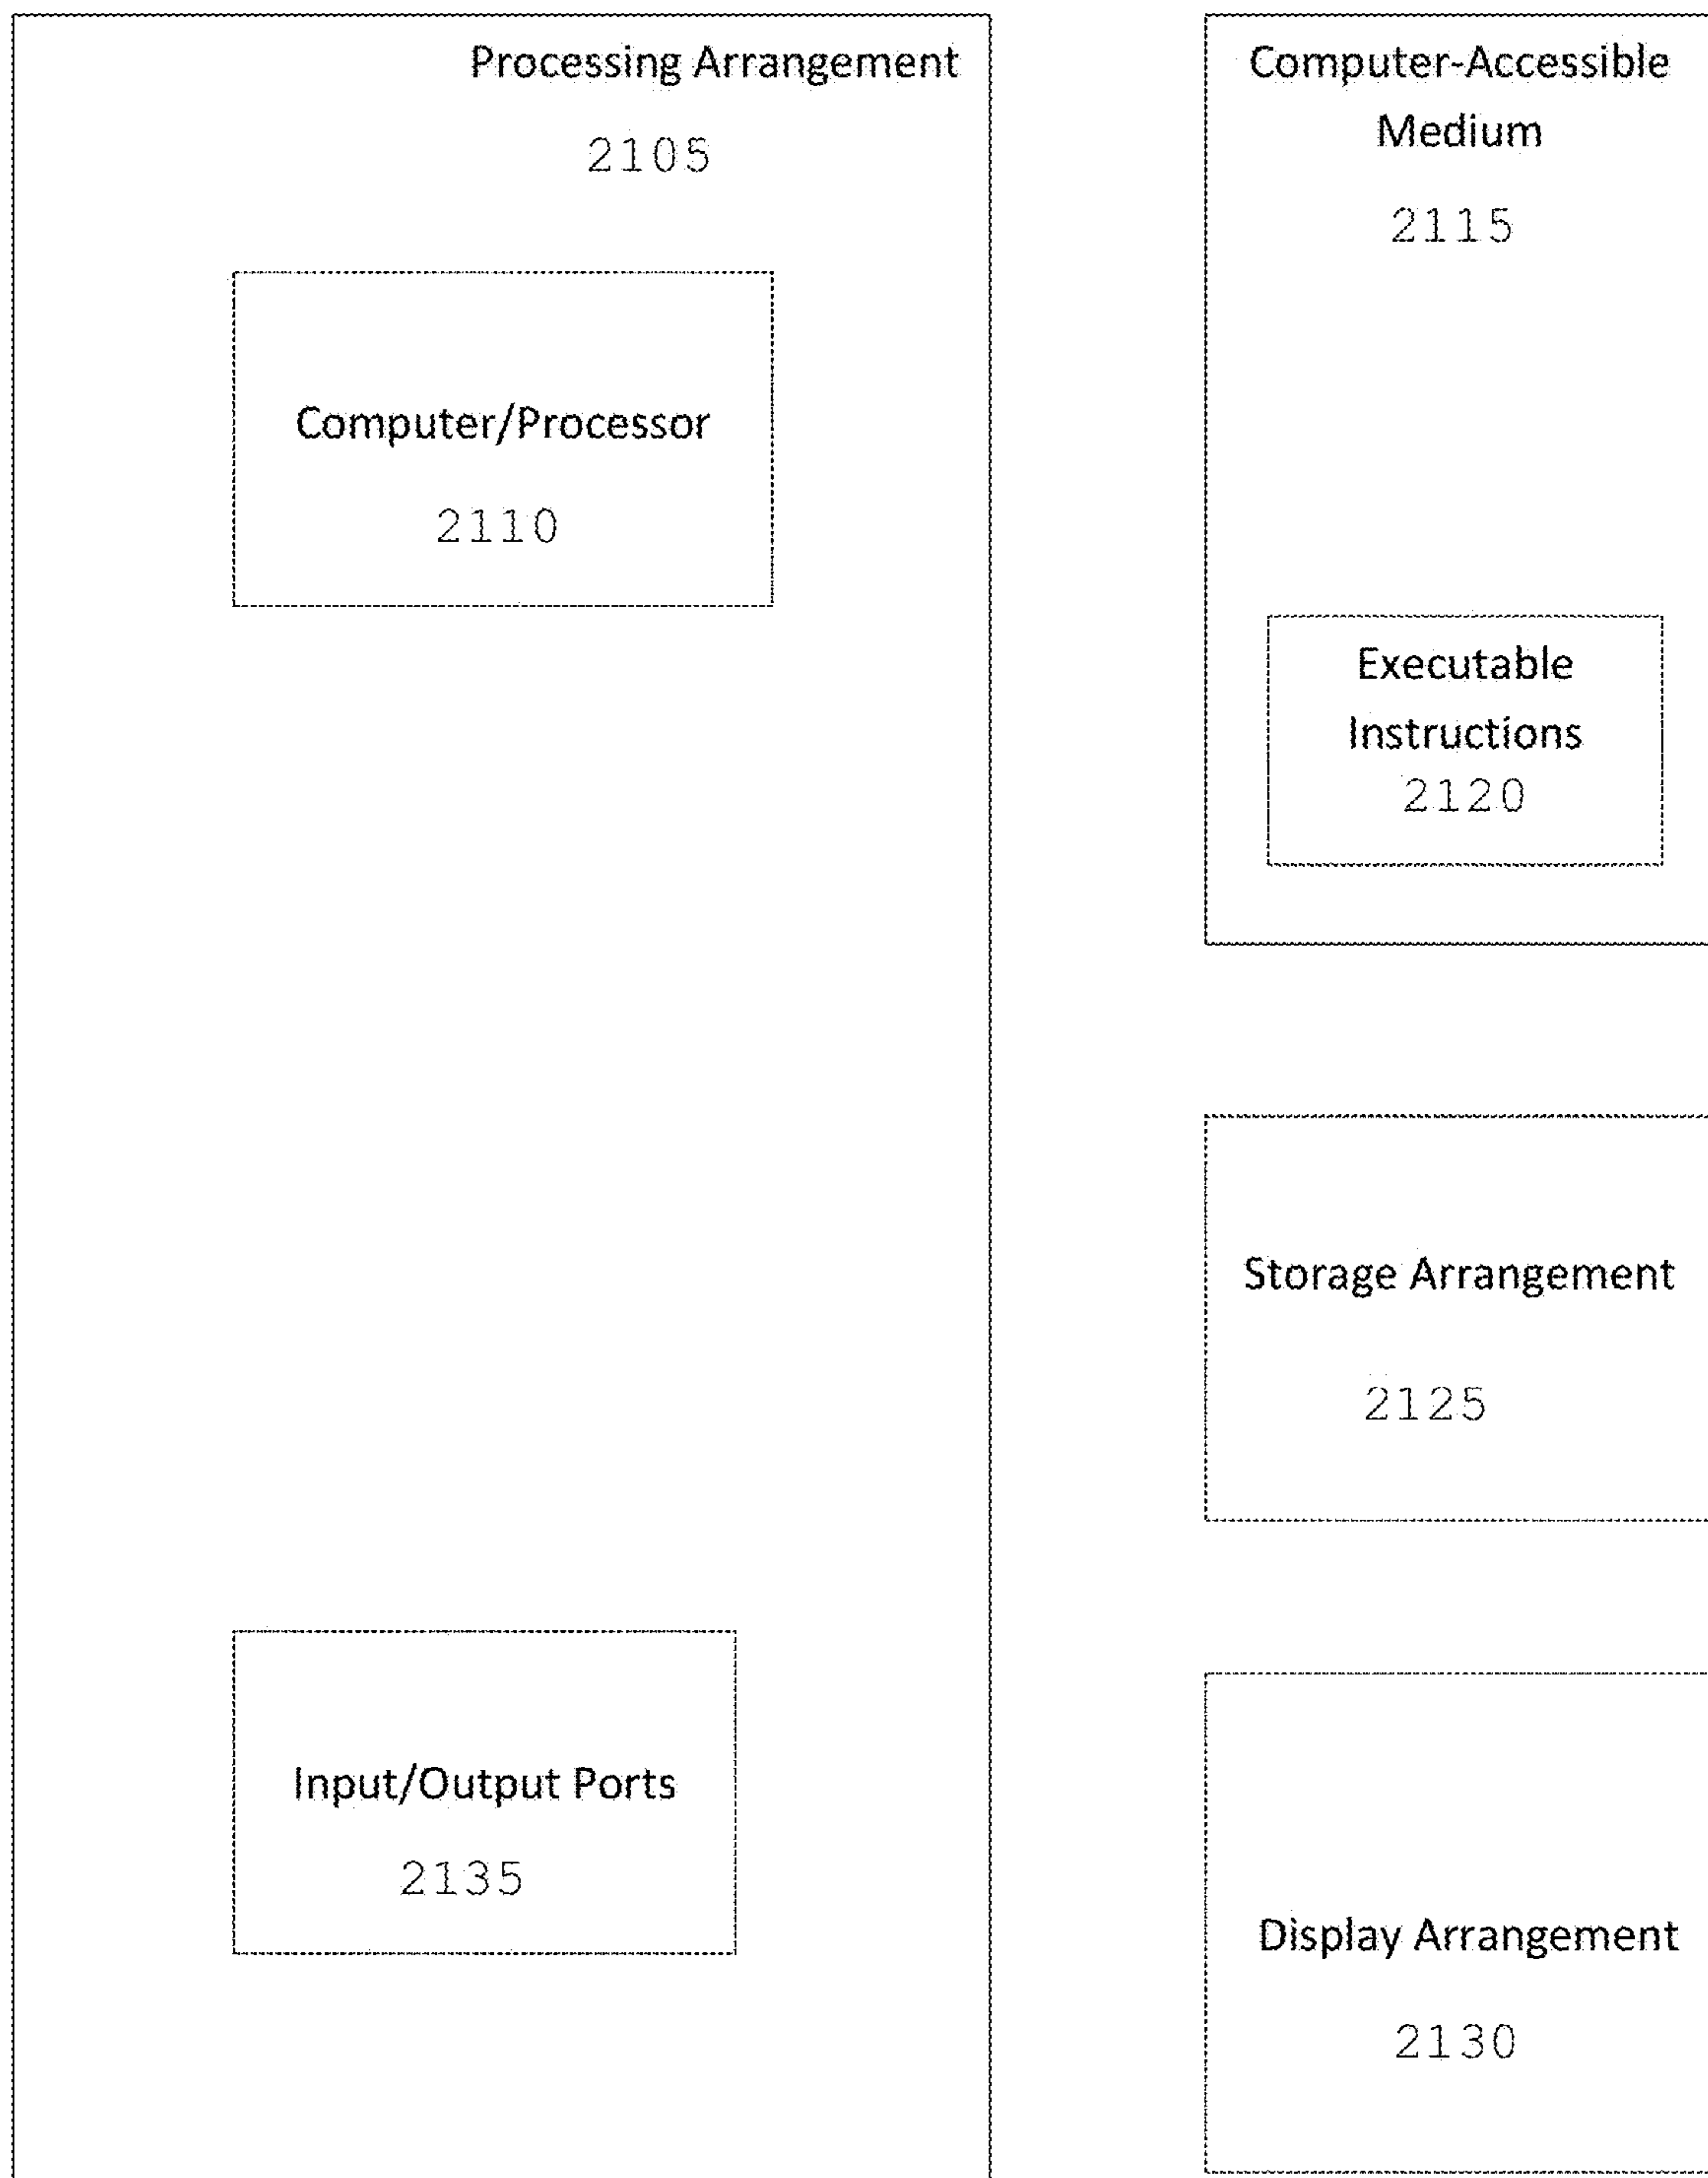 Processing Arrangement
2105
Computer/Processor
2110
Input/Output Ports
2135
Computer-Accessible
Medium
2115
Executable
Instructions
2120
Storage Arrangement
2125
Display Arrangement
2130